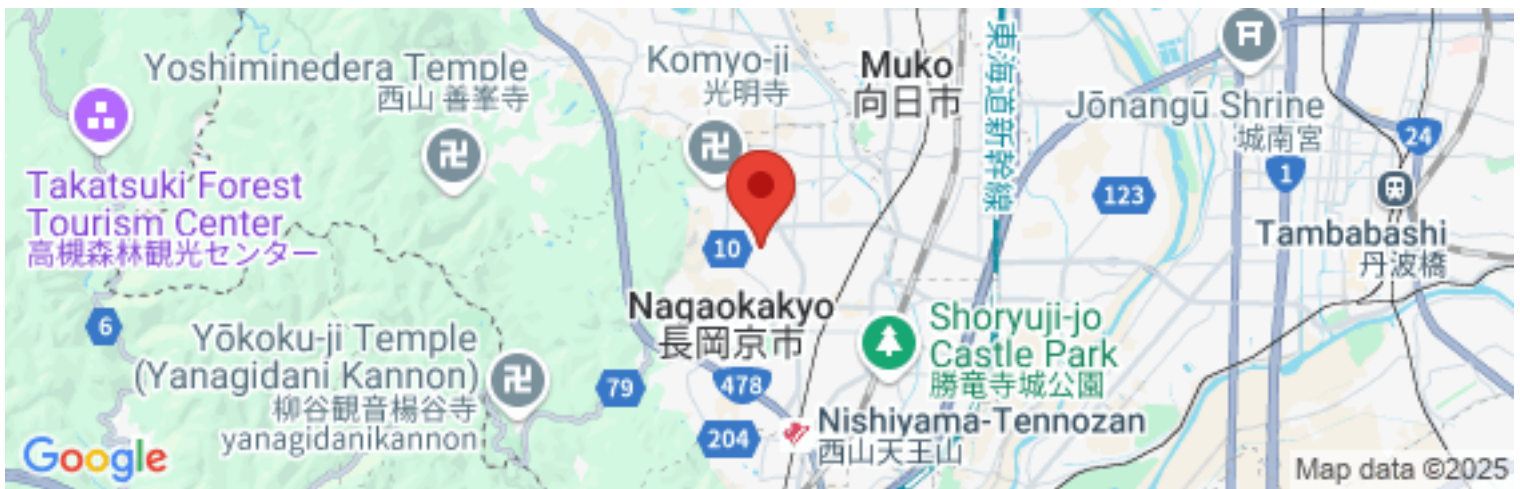 Yoshiminedera Temple
西山 善峯寺
Komyo-ji
光明寺
Muko
向日市
東海道新幹線
Jōnangū Shrine
城南宮
24
1
123
Takatsuki Forest
Tourism Center
高槻森林観光センター
10
Tambabashi
丹波橋
Nagaokakyo
長岡京市
6
Yōkoku-ji Temple
(Yanagidani Kannon)
柳谷観音楊谷寺
yanagidanikannon
79
478
204
Shoryuji-jo
Castle Park
勝竜寺城公園
Nishiyama-Tennozan
西山天王山
Google
Map data ©2025